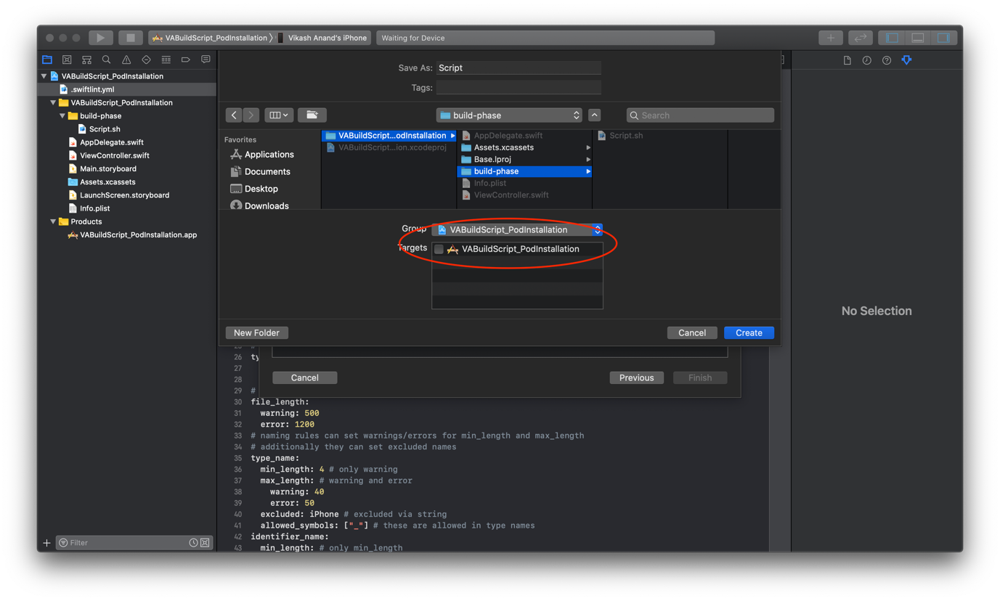 VABuildScript_PodInstallation
Vikash Anand's iPhone
Waiting for Device
VABuildScript_PodInstallation
.swiftlint.yml
VABuildScript_PodInstallation
build-phase
Script.sh
AppDelegate.swift
ViewController.swift
Main.storyboard
Assets.xcassets
LaunchScreen.storyboard
Info.plist
Products
VABuildScript_PodInstallation.app
Filter
Save As: Script
Tags:
build-phase
Search
Favorites
Applications
Documents
Desktop
Downloads
VABuildScript...odInstallation
VABuildScript...ion.xcodeproj
AppDelegate.swift
Assets.xcassets
Base.lproj
build-phase
Info.plist
ViewController.swift
Script.sh
Group VABuildScript_PodInstallation
Targets VABuildScript_PodInstallation
New Folder
Cancel
Create
Cancel
Previous
Finish
26 ty
27
28
29 #
30 file_length:
31 warning: 500
32 error: 1200
33 # naming rules can set warnings/errors for min_length and max_length
34 # additionally they can set excluded names
35 type_name:
36 min_length: 4 # only warning
37 max_length: # warning and error
38 warning: 40
39 error: 50
40 excluded: iPhone # excluded via string
41 allowed_symbols: ["_"] # these are allowed in type names
42 identifier_name:
43 min_length: # only min_length
No Selection